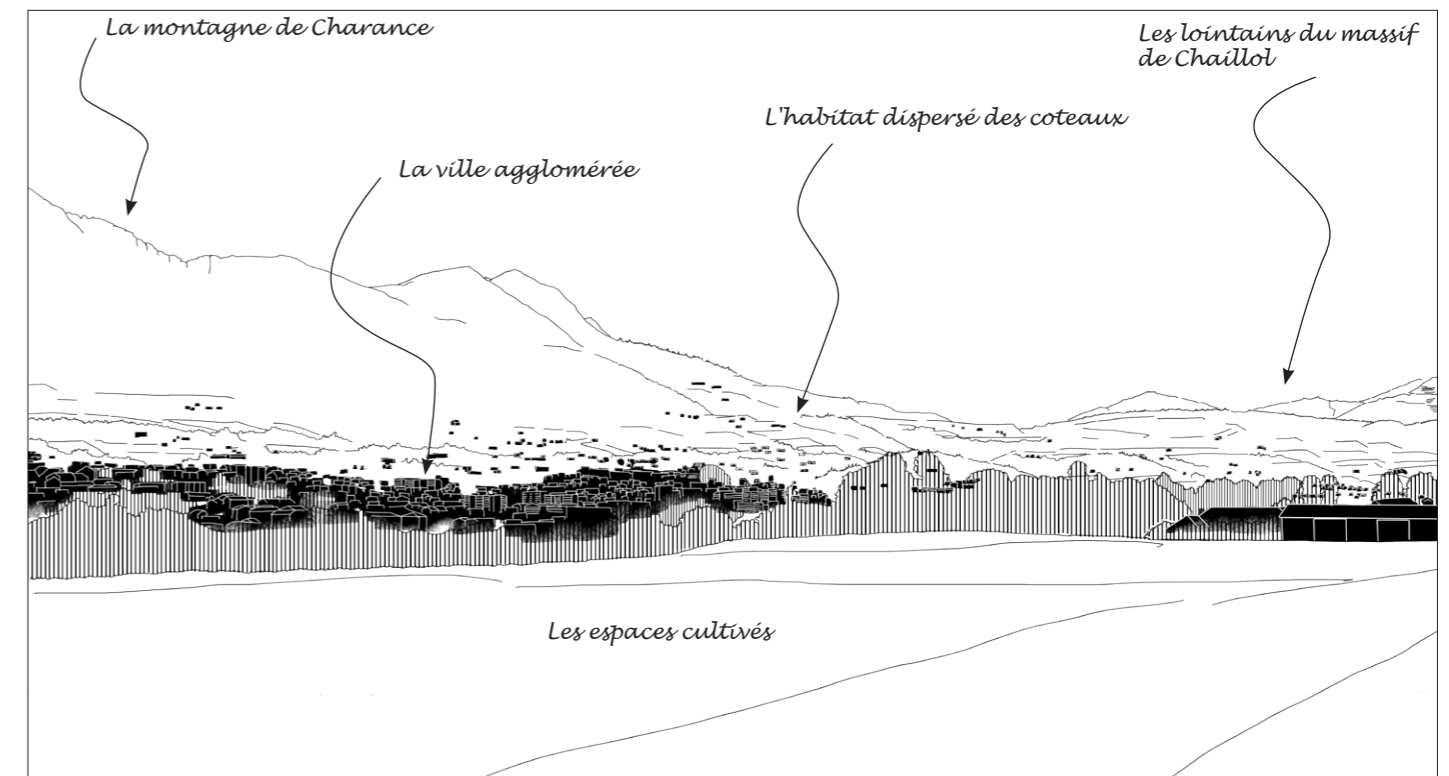 La montagne de Charance
Les lointains du massif
de Chaillol
L'habitat dispersé des coteaux
La ville agglomérée
Les espaces cultivés